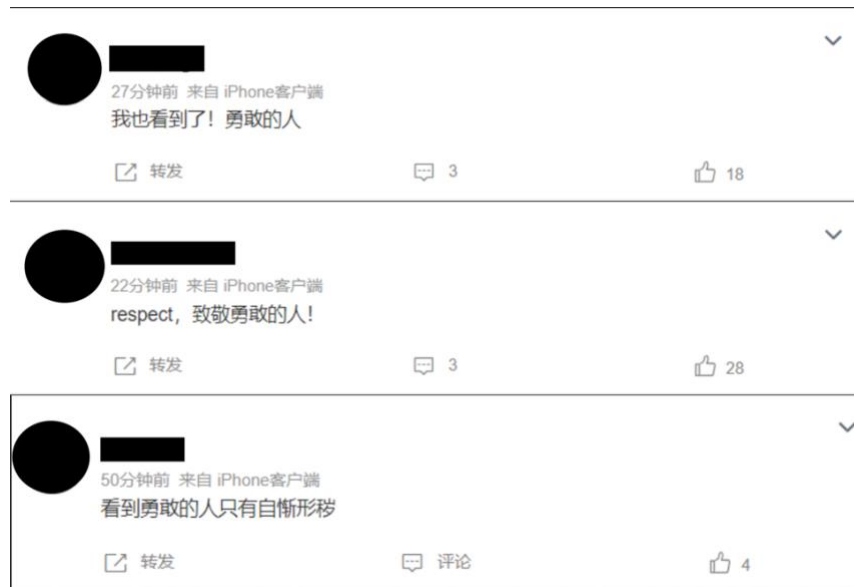 27分钟前 来自 iPhone客户端
我也看到了！勇敢的人
转发 3 18
22分钟前 来自 iPhone客户端
respect，致敬勇敢的人！
转发 3 28
50分钟前 来自 iPhone客户端
看到勇敢的人只有自惭形秽
转发 评论 4